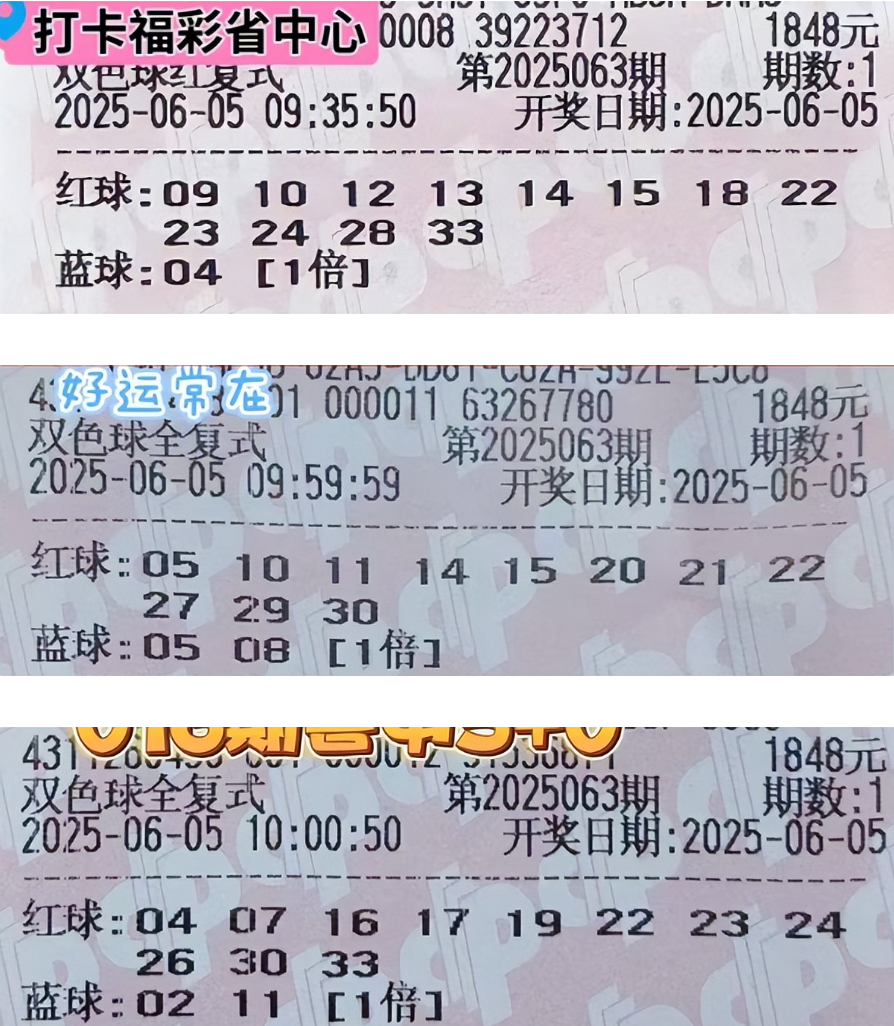 打卡福彩省中心
0008 39223712 1848元
双色球红复式 第2025063期 期数:1
2025-06-05 09:35:50 开奖日期:2025-06-05
红球:09 10 12 13 14 15 18 22
23 24 28 33
蓝球:04 [1倍]
好运常在
01 000011 63267780 1848元
双色球全复式 第2025063期 期数:1
2025-06-05 09:59:59 开奖日期:2025-06-05
红球:05 10 11 14 15 20 21 22
27 29 30
蓝球:05 08 [1倍]
1848元
双色球全复式 第2025063期 期数:1
2025-06-05 10:00:50 开奖日期:2025-06-05
红球:04 07 16 17 19 22 23 24
26 30 33
蓝球:02 11 [1倍]